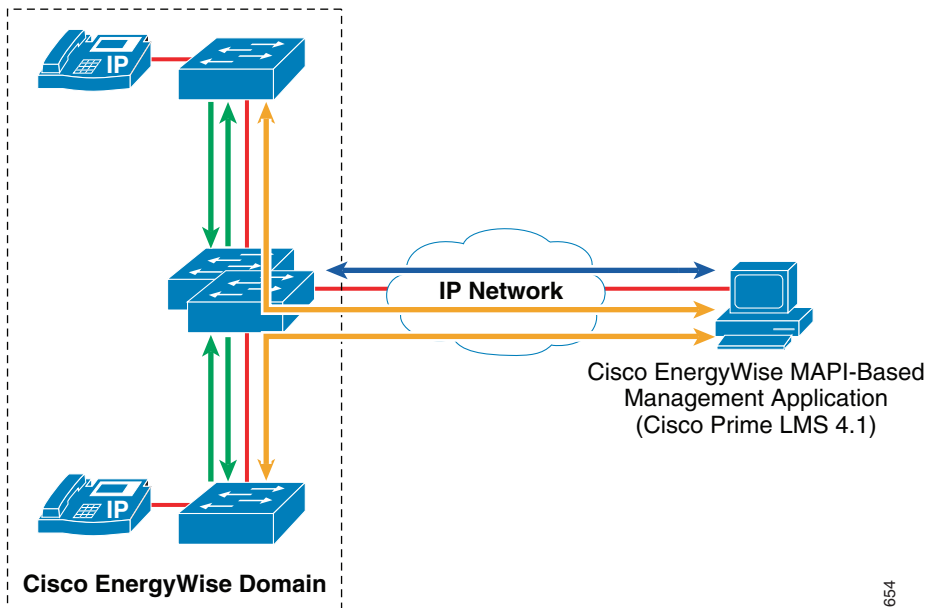 IP
IP Network
Cisco EnergyWise MAPI-Based
Management Application
(Cisco Prime LMS 4.1)
IP
Cisco EnergyWise Domain
654